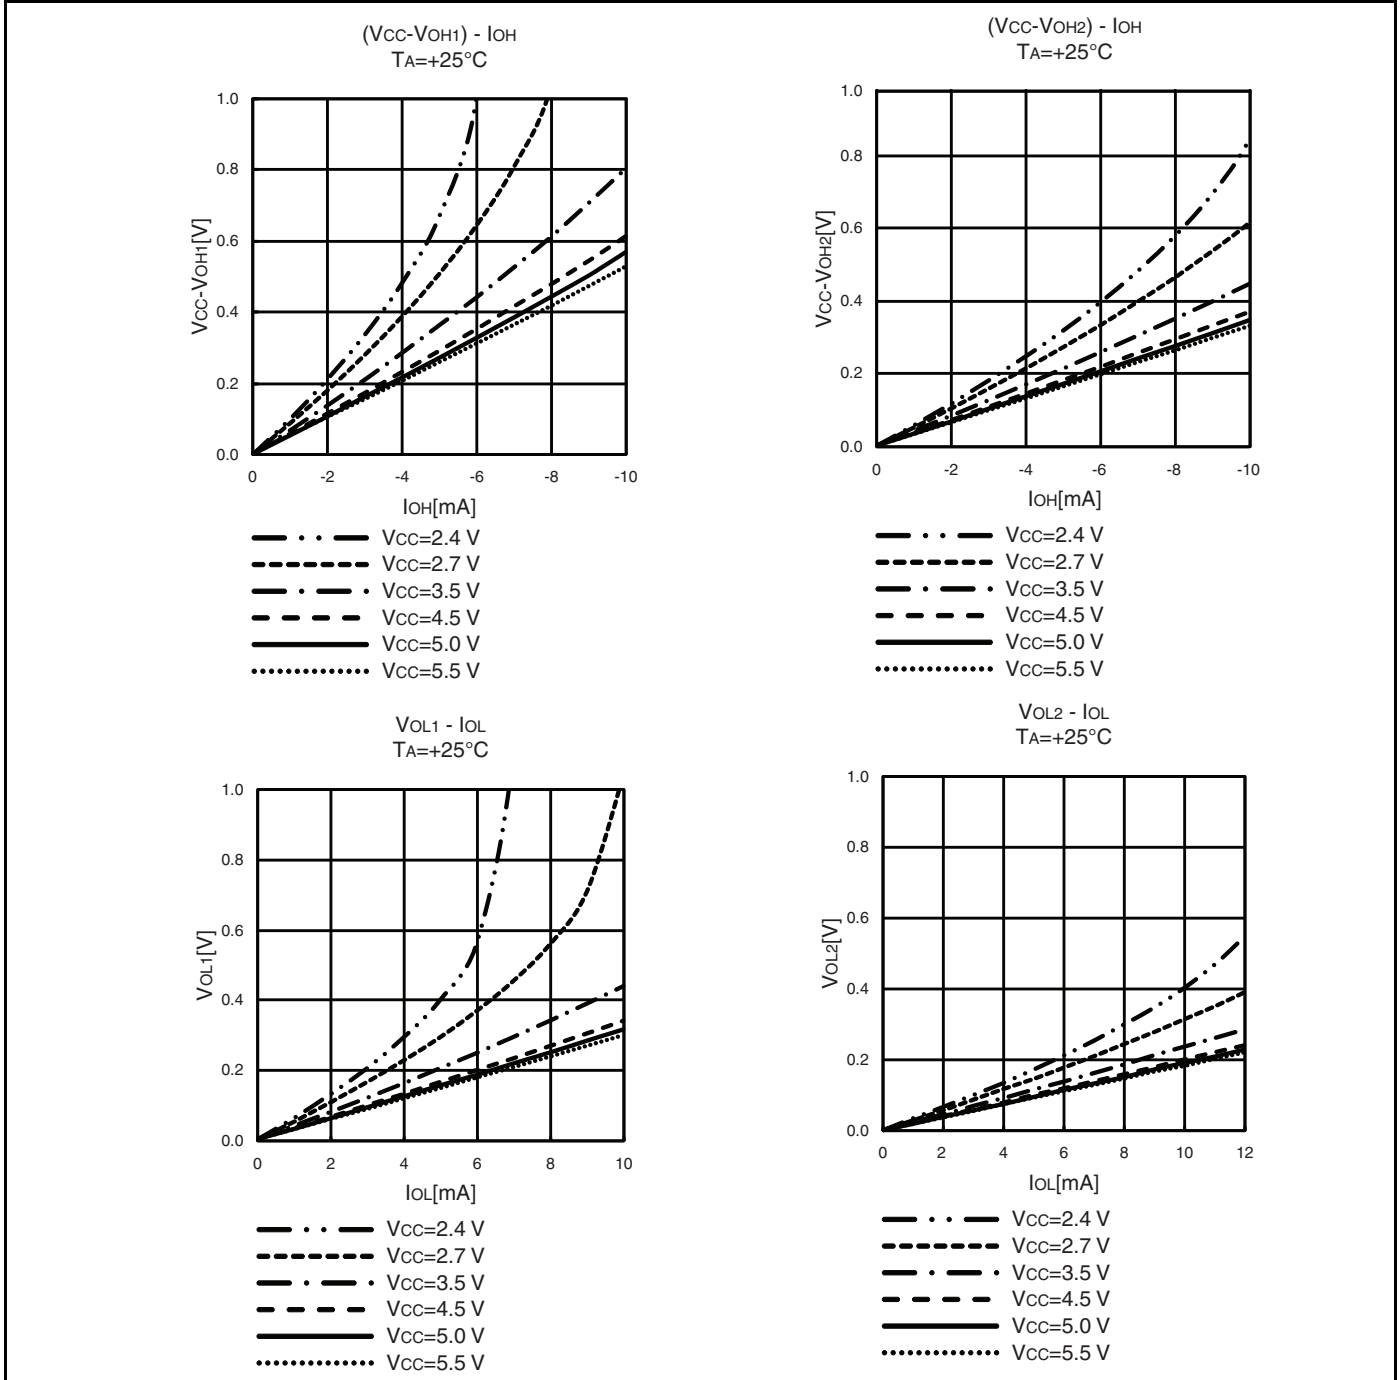 (VCC-VOH1) - IOH
TA=+25°C
1.0
0.8
0.6
0.4
0.2
0.0
VCC-VOH1[V]
0 -2 -4 -6 -8 -10
IOH[mA]
VCC=2.4 V
VCC=2.7 V
VCC=3.5 V
VCC=4.5 V
VCC=5.0 V
VCC=5.5 V
(VCC-VOH2) - IOH
TA=+25°C
1.0
0.8
0.6
0.4
0.2
0.0
VCC-VOH2[V]
0 -2 -4 -6 -8 -10
IOH[mA]
VCC=2.4 V
VCC=2.7 V
VCC=3.5 V
VCC=4.5 V
VCC=5.0 V
VCC=5.5 V
VOL1 - IOL
TA=+25°C
1.0
0.8
0.6
0.4
0.2
0.0
VOL1[V]
0 2 4 6 8 10
IOL[mA]
VCC=2.4 V
VCC=2.7 V
VCC=3.5 V
VCC=4.5 V
VCC=5.0 V
VCC=5.5 V
VOL2 - IOL
TA=+25°C
1.0
0.8
0.6
0.4
0.2
0.0
VOL2[V]
0 2 4 6 8 10 12
IOL[mA]
VCC=2.4 V
VCC=2.7 V
VCC=3.5 V
VCC=4.5 V
VCC=5.0 V
VCC=5.5 V